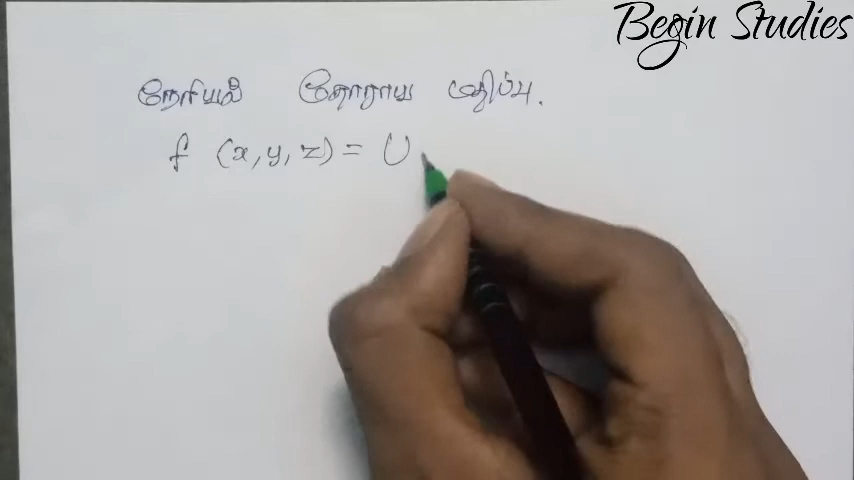 Begin Studies
நேரியல் தோராய மதிப்பு.
f (x, y, z) = U